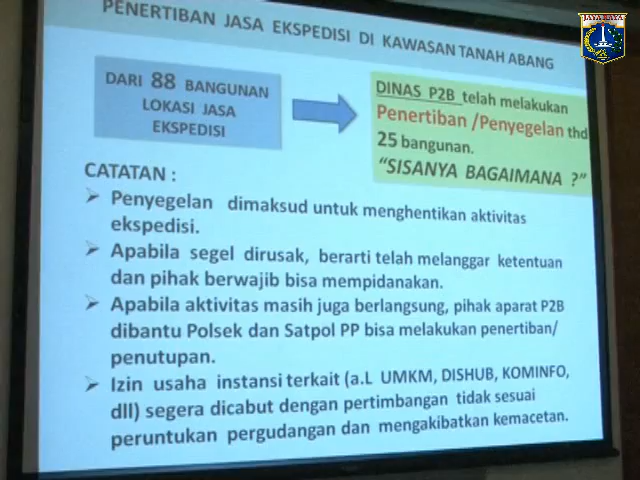 PENERTIBAN JASA EKSPEDISI DI KAWASAN TANAH ABANG
DARI 88 BANGUNAN
LOKASI JASA
EKSPEDISI
DINAS P2B telah melakukan
Penertiban /Penyegelan thd
25 bangunan.
“SISANYA BAGAIMANA ?”
CATATAN :
➢ Penyegelan dimaksud untuk menghentikan aktivitas
ekspedisi.
➢ Apabila segel dirusak, berarti telah melanggar ketentuan
dan pihak berwajib bisa mempidanakan.
➢ Apabila aktivitas masih juga berlangsung, pihak aparat P2B
dibantu Polsek dan Satpol PP bisa melakukan penertiban/
penutupan.
➢ Izin usaha instansi terkait (a.L UMKM, DISHUB, KOMINFO,
dll) segera dicabut dengan pertimbangan tidak sesuai
peruntukan pergudangan dan mengakibatkan kemacetan.
JAYA RAYA